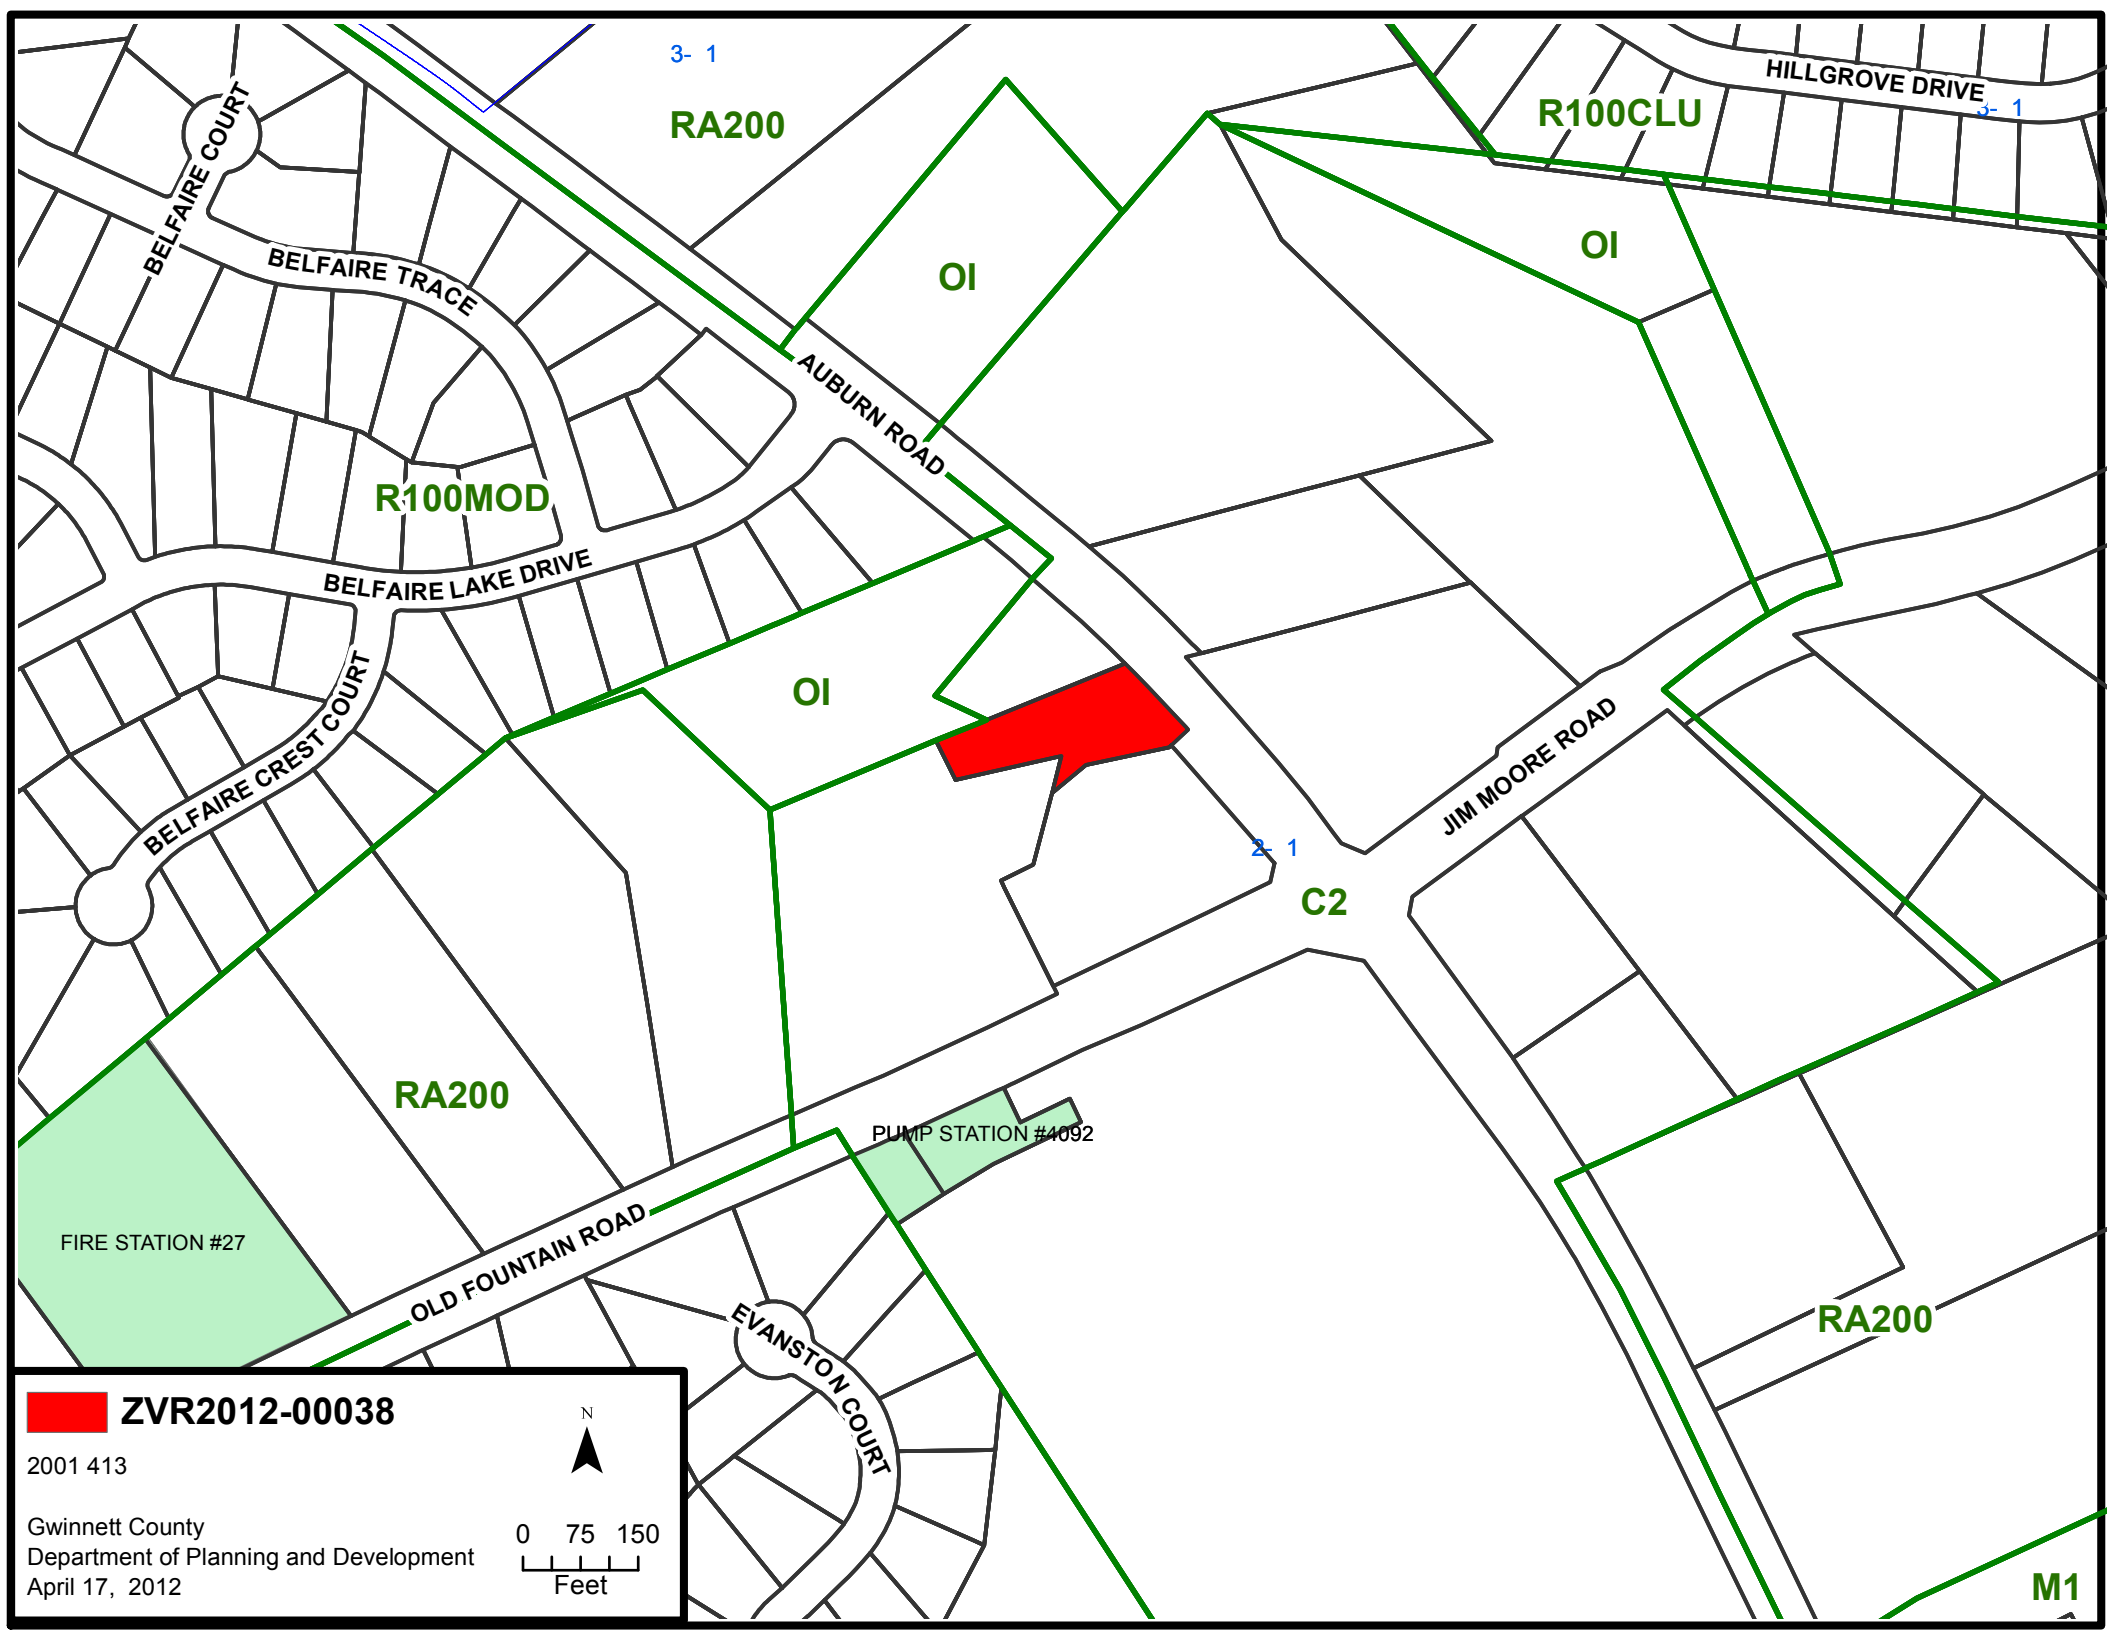 3- 1
HILLGROVE DRIVE
RA200
R100CLU
3- 1
BELFAIRE COURT
BELFAIRE TRACE
OI
OI
AUBURN ROAD
R100MOD
BELFAIRE LAKE DRIVE
OI
BELFAIRE CREST COURT
JIM MOORE ROAD
2- 1
C2
RA200
PUMP STATION #4092
FIRE STATION #27
OLD FOUNTAIN ROAD
EVANSTON COURT
RA200
M1
ZVR2012-00038
2001 413
N
Gwinnett County
Department of Planning and Development
April 17, 2012
0 75 150
Feet